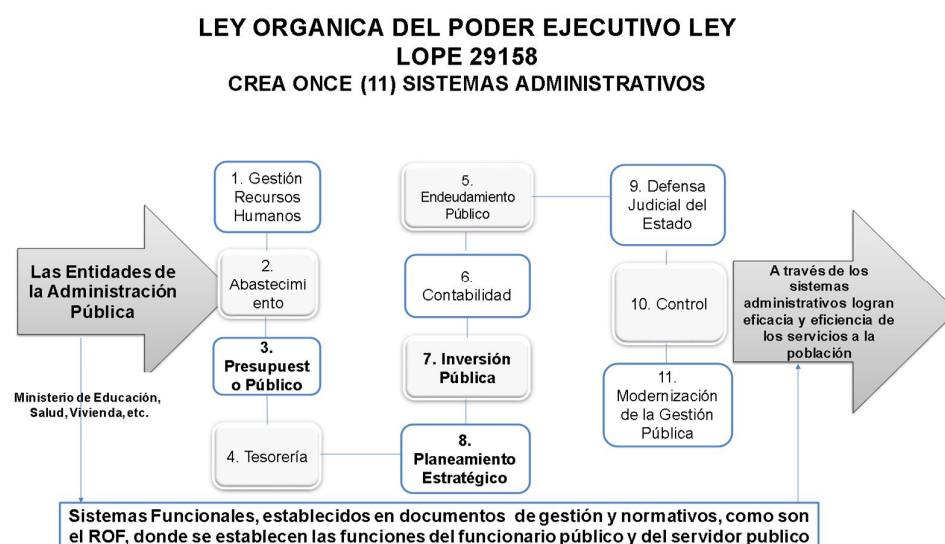 LEY ORGANICA DEL PODER EJECUTIVO LEY
LOPE 29158
CREA ONCE (11) SISTEMAS ADMINISTRATIVOS
Las Entidades de
la Administración
Pública
Ministerio de Educación,
Salud, Vivienda, etc.
1. Gestión
Recursos
Humanos
2.
Abastecimi
ento
3.
Presupuest
o Público
4. Tesorería
5.
Endeudamiento
Público
6.
Contabilidad
7. Inversión
Pública
8.
Planeamiento
Estratégico
9. Defensa
Judicial del
Estado
10. Control
11.
Modernización
de la Gestión
Pública
A través de los
sistemas
administrativos logran
eficacia y eficiencia de
los servicios a la
población
Sistemas Funcionales, establecidos en documentos de gestión y normativos, como son
el ROF, donde se establecen las funciones del funcionario público y del servidor publico